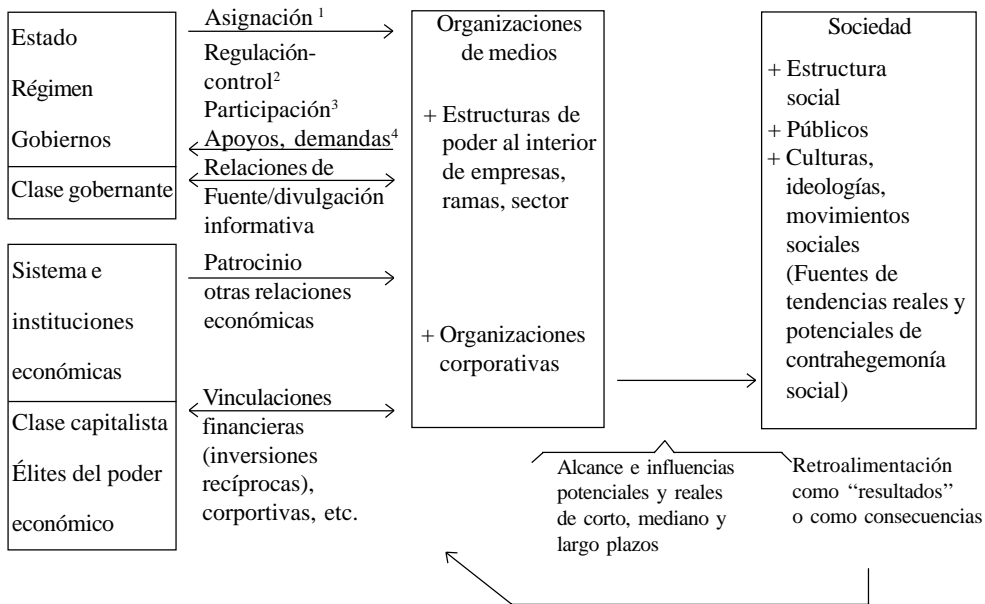 Estado
Régimen
Gobiernos
Clase gobernante
Sistema e
instituciones
económicas
Clase capitalista
Élites del poder
económico
Asignación ¹
Regulación-
control²
Participación³
Apoyos, demandas⁴
Relaciones de
Fuente/divulgación
informativa
Patrocinio
otras relaciones
económicas
Vinculaciones
financieras
(inversiones
recíprocas),
corportivas, etc.
Organizaciones
de medios
+ Estructuras de
poder al interior
de empresas,
ramas, sector
+ Organizaciones
corporativas
Sociedad
+ Estructura
social
+ Públicos
+ Culturas,
ideologías,
movimientos
sociales
(Fuentes de
tendencias reales y
potenciales de
contrahegemonía
social)
Alcance e influencias
potenciales y reales
de corto, mediano y
largo plazos
Retroalimentación
como “resultados”
o como consecuencias